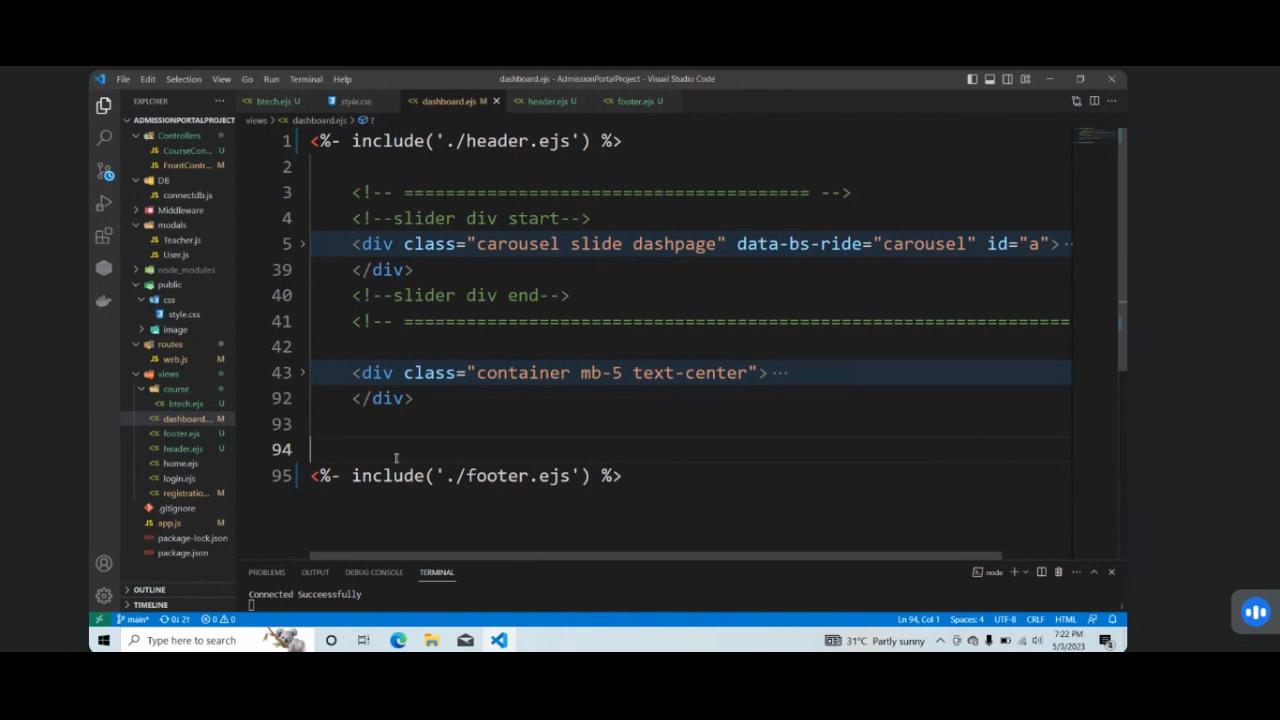 File Edit Selection View Go Run Terminal Help
dashboard.ejs - AdmissionPortalProject - Visual Studio Code
EXPLORER ···
btech.ejs U
style.css
dashboard.ejs M
header.ejs U
footer.ejs U
ADMISSIONPORTALPROJECT
views > dashboard.ejs > ?
Controllers
CourseCon... U
FrontContr... M
DB
connectdb.js
Middleware
modals
Teacher.js
User.js
node_modules
public
css
style.css
image
routes
web.js M
views
course
btech.ejs U
dashboard.... M
footer.ejs U
header.ejs U
home.ejs
login.ejs
registratio... M
.gitignore
app.js M
package-lock.json
package.json
OUTLINE
TIMELINE
1 <%- include('./header.ejs') %>
2
3 <!-- ======================================= -->
4 <!--slider div start-->
5 <div class="carousel slide dashpage" data-bs-ride="carousel" id="a">··
39 </div>
40 <!--slider div end-->
41 <!-- ================================================================
42
43 <div class="container mb-5 text-center">···
92 </div>
93
94
95 <%- include('./footer.ejs') %>
PROBLEMS OUTPUT DEBUG CONSOLE TERMINAL
node
Connected Succeessfully
main* 0↓ 2↑ 0 0
Ln 94, Col 1 Spaces: 4 UTF-8 CRLF HTML
Type here to search
31°C Partly sunny
7:22 PM
5/3/2023